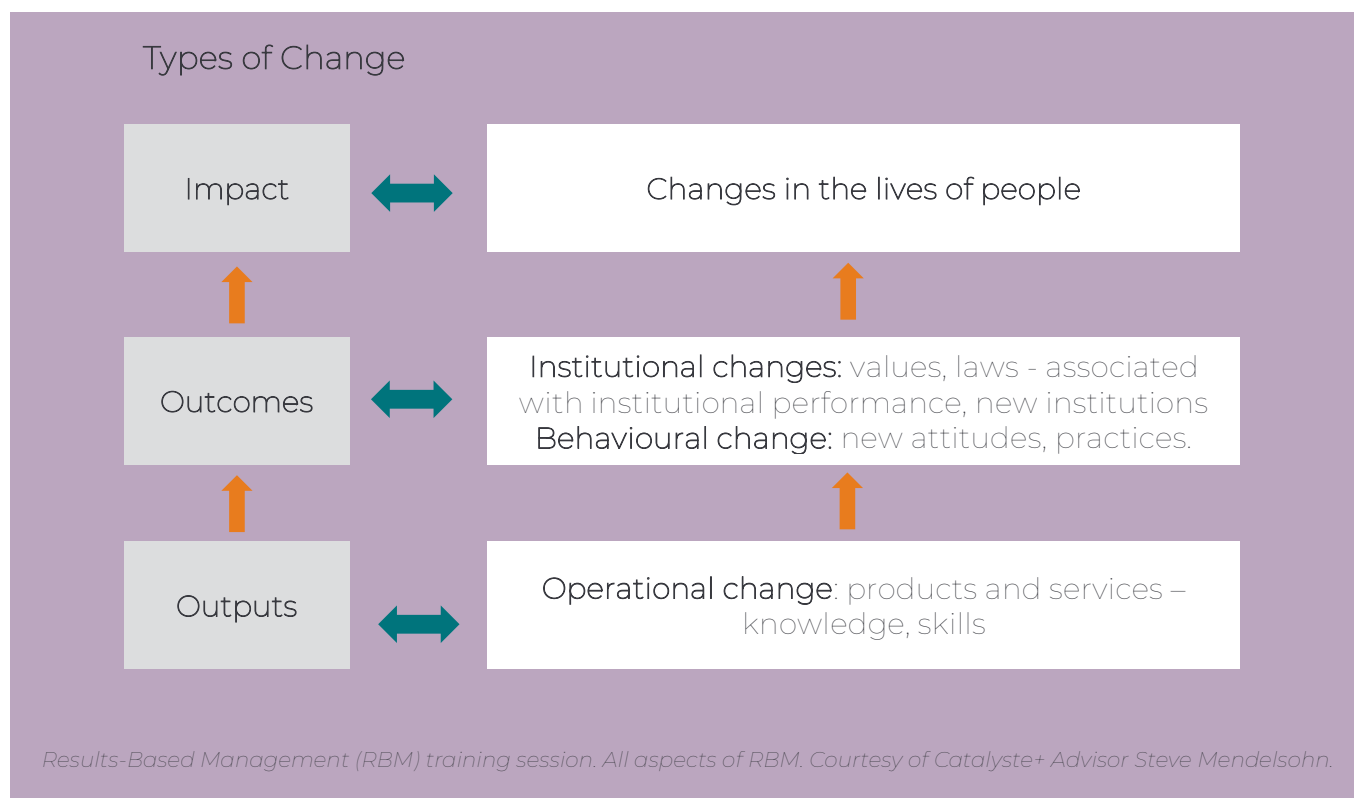 Types of Change
Impact
Changes in the lives of people
Outcomes
Institutional changes: values, laws - associated
with institutional performance, new institutions
Behavioural change: new attitudes, practices.
Outputs
Operational change: products and services –
knowledge, skills
Results-Based Management (RBM) training session. All aspects of RBM. Courtesy of Catalyste+ Advisor Steve Mendelsohn.